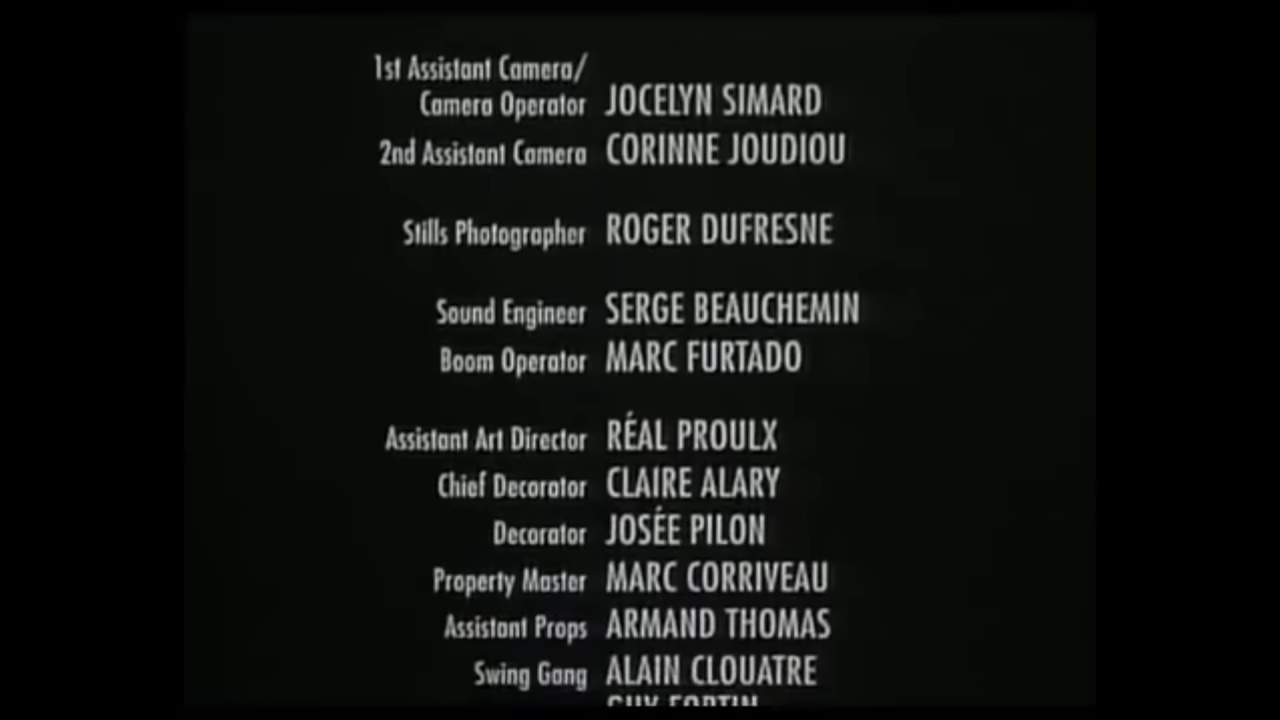 1st Assistant Camera/
Camera Operator JOCELYN SIMARD
2nd Assistant Camera CORINNE JOUDIOU
Stills Photographer ROGER DUFRESNE
Sound Engineer SERGE BEAUCHEMIN
Boom Operator MARC FURTADO
Assistant Art Director RÉAL PROULX
Chief Decorator CLAIRE ALARY
Decorator JOSÉE PILON
Property Master MARC CORRIVEAU
Assistant Props ARMAND THOMAS
Swing Gang ALAIN CLOUATRE
GUY FORTIN